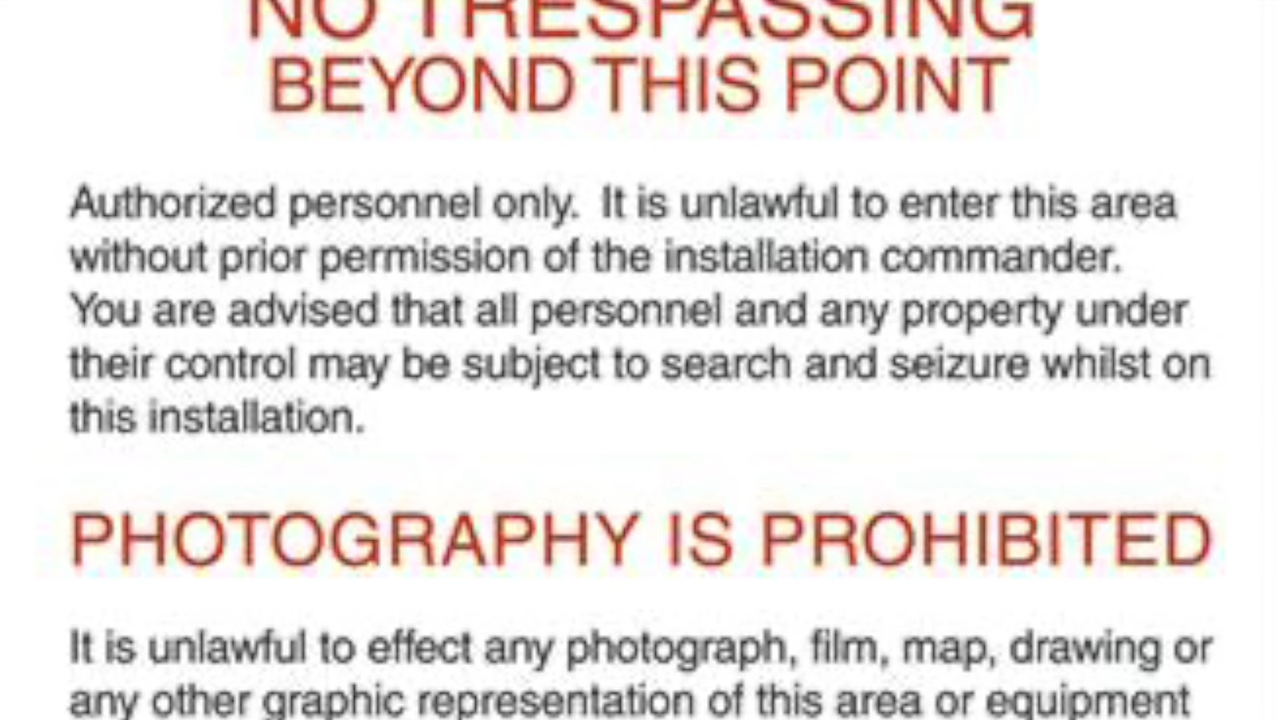 NO TRESPASSING
BEYOND THIS POINT
Authorized personnel only. It is unlawful to enter this area
without prior permission of the installation commander.
You are advised that all personnel and any property under
their control may be subject to search and seizure whilst on
this installation.
PHOTOGRAPHY IS PROHIBITED
It is unlawful to effect any photograph, film, map, drawing or
any other graphic representation of this area or equipment